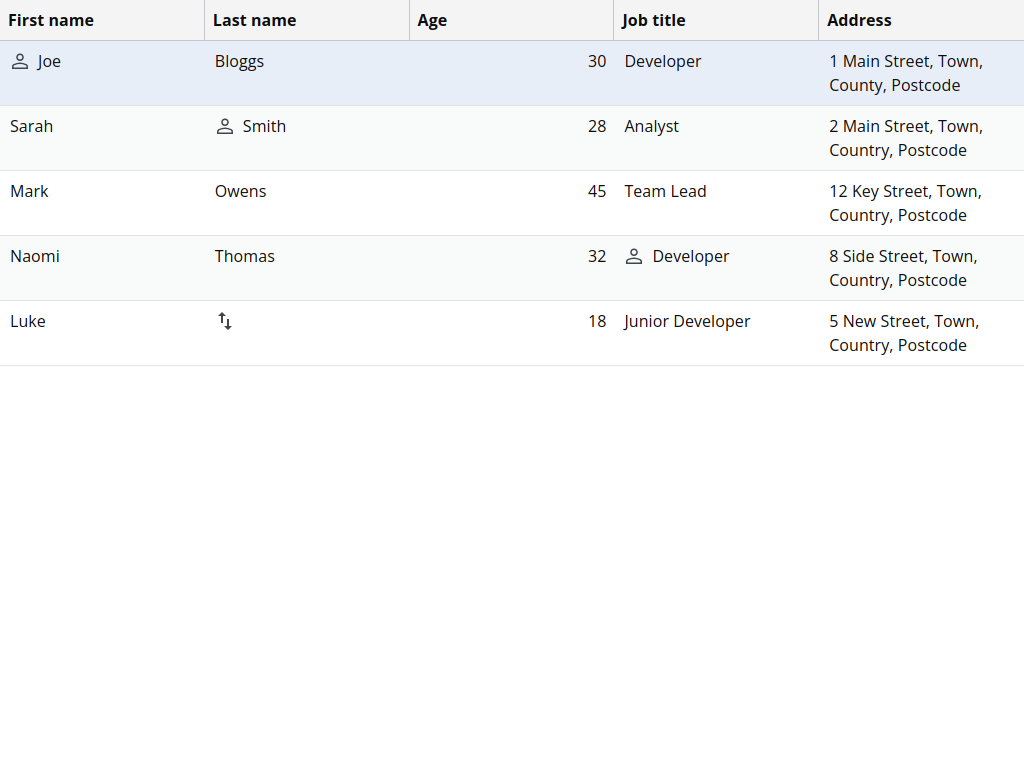 First name Last name Age Job title Address
Joe Bloggs 30 Developer 1 Main Street, Town,
County, Postcode
Sarah Smith 28 Analyst 2 Main Street, Town,
Country, Postcode
Mark Owens 45 Team Lead 12 Key Street, Town,
Country, Postcode
Naomi Thomas 32 Developer 8 Side Street, Town,
Country, Postcode
Luke 18 Junior Developer 5 New Street, Town,
Country, Postcode